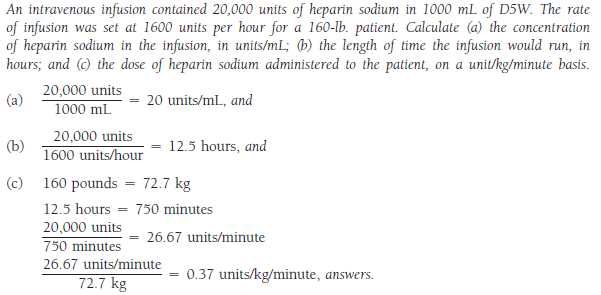 An intravenous infusion contained 20,000 units of heparin sodium in 1000 mL of D5W. The rate
of infusion was set at 1600 units per hour for a 160-lb. patient. Calculate (a) the concentration
of heparin sodium in the infusion, in units/mL; (b) the length of time the infusion would run, in
hours; and (c) the dose of heparin sodium administered to the patient, on a unit/kg/minute basis.
(a) 20,000 units
1000 mL
= 20 units/mL, and
(b) 20,000 units
1600 units/hour
= 12.5 hours, and
(c) 160 pounds = 72.7 kg
12.5 hours = 750 minutes
20,000 units
750 minutes
= 26.67 units/minute
26.67 units/minute
72.7 kg
= 0.37 units/kg/minute, answers.